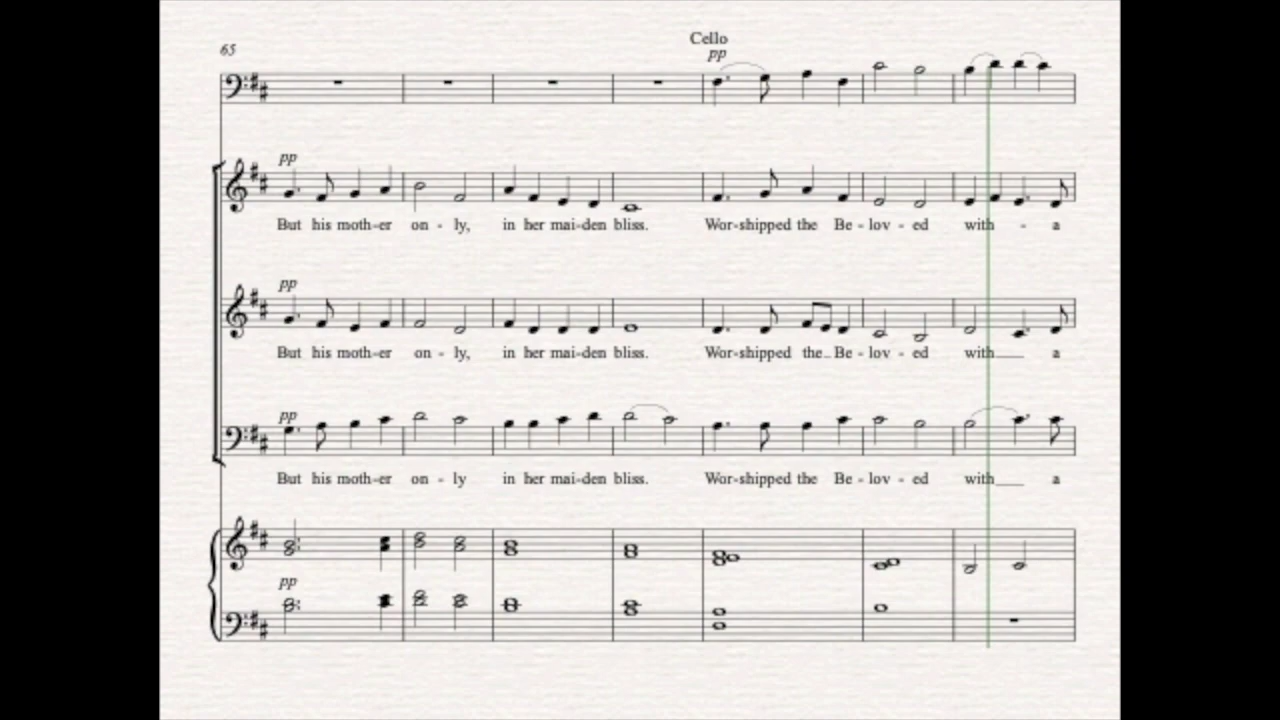 65
Cello
pp
pp
But his moth-er on - ly, in her mai-den bliss. Wor-shipped the Be - lov - ed with - a
pp
But his moth-er on - ly, in her mai-den bliss. Wor-shipped the_ Be - lov - ed with___ a
pp
But his moth-er on - ly in her mai-den bliss. Wor-shipped the Be - lov - ed with___ a
pp